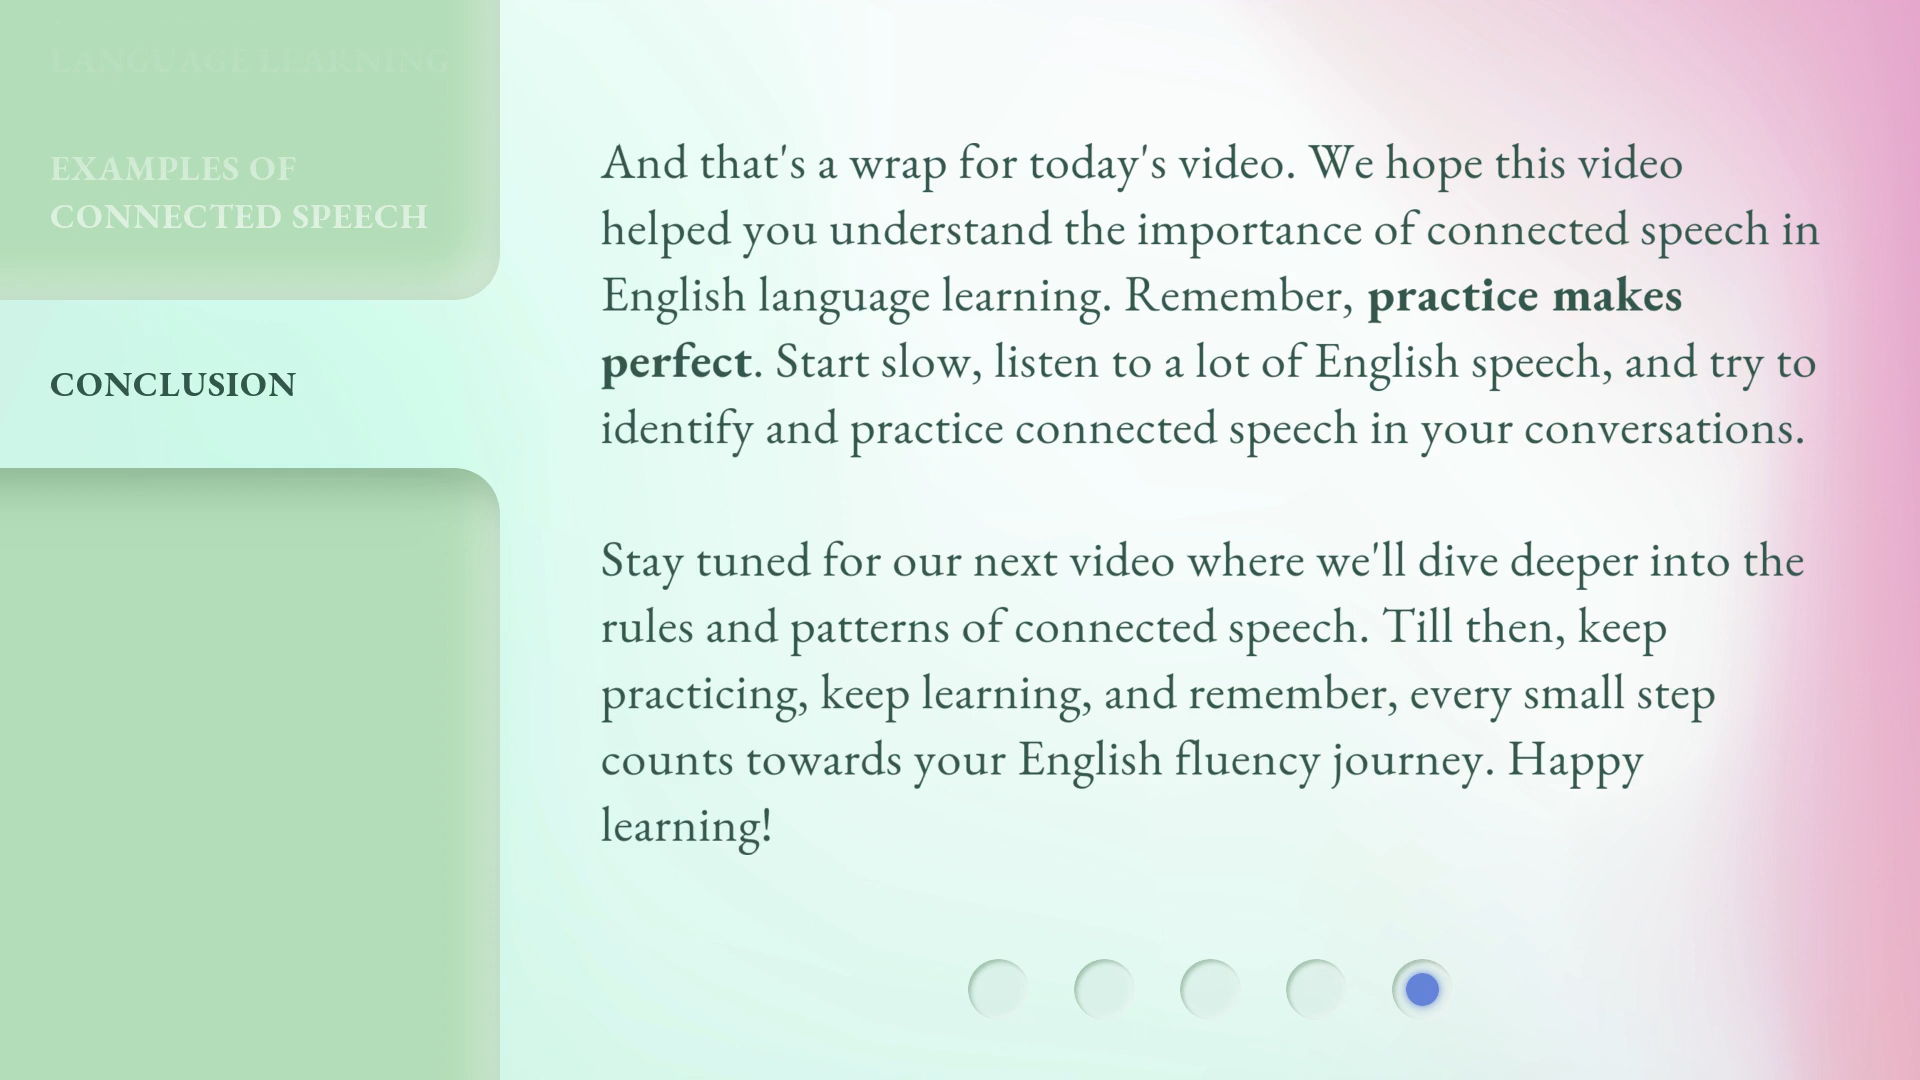 LANGUAGE LEARNING
EXAMPLES OF
CONNECTED SPEECH
CONCLUSION
And that's a wrap for today's video. We hope this video
helped you understand the importance of connected speech in
English language learning. Remember, practice makes
perfect. Start slow, listen to a lot of English speech, and try to
identify and practice connected speech in your conversations.
Stay tuned for our next video where we'll dive deeper into the
rules and patterns of connected speech. Till then, keep
practicing, keep learning, and remember, every small step
counts towards your English fluency journey. Happy
learning!